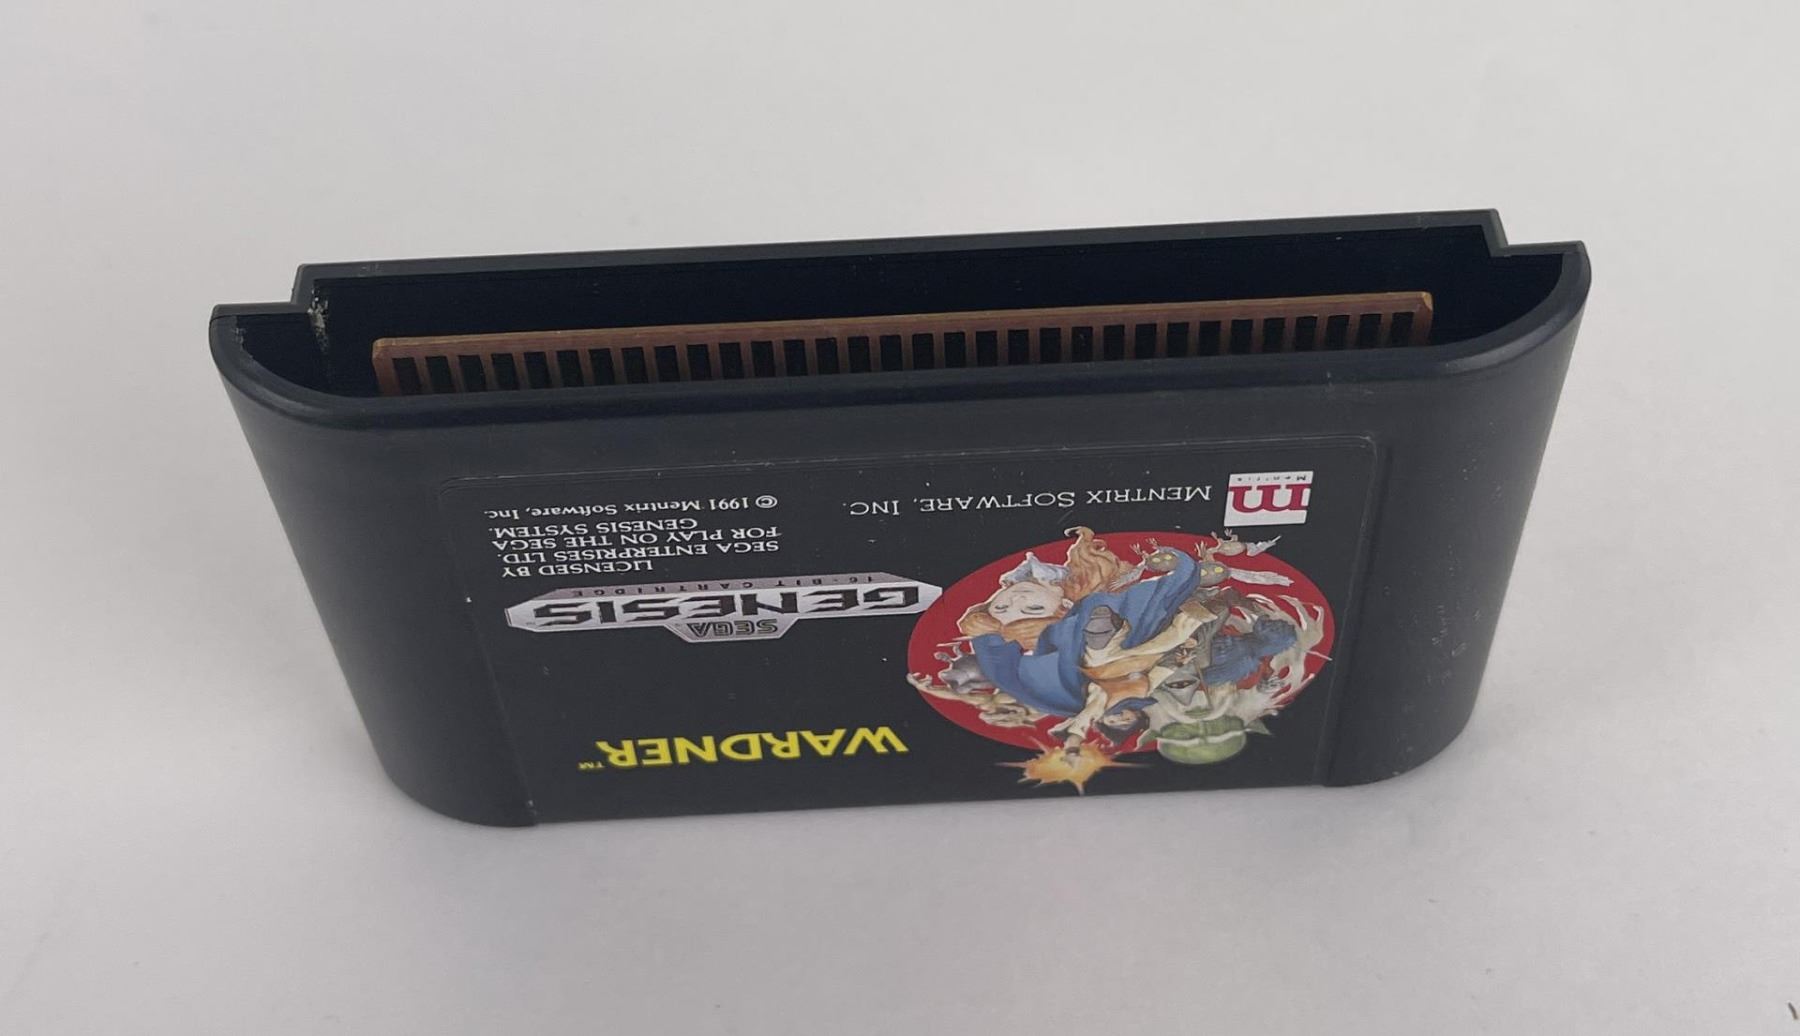 WARDNER™
SEGA
GENESIS
16-BIT CARTRIDGE
LICENSED BY
SEGA ENTERPRISES LTD.
FOR PLAY ON THE SEGA
GENESIS SYSTEM.
© 1991 Mentrix Software, Inc.
m
Mentrix
MENTRIX SOFTWARE, INC.